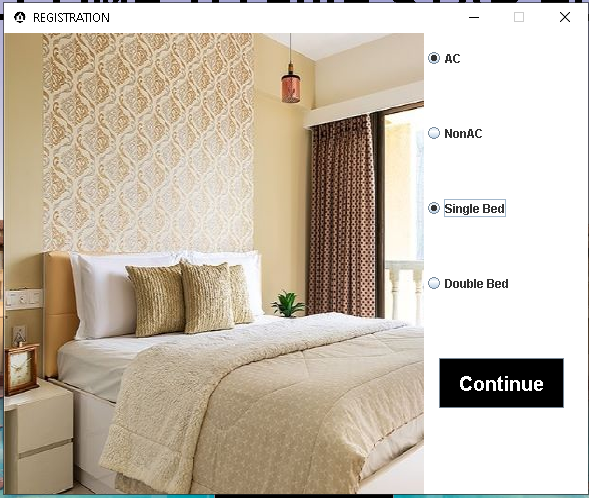 REGISTRATION
AC
NonAC
Single Bed
Double Bed
Continue